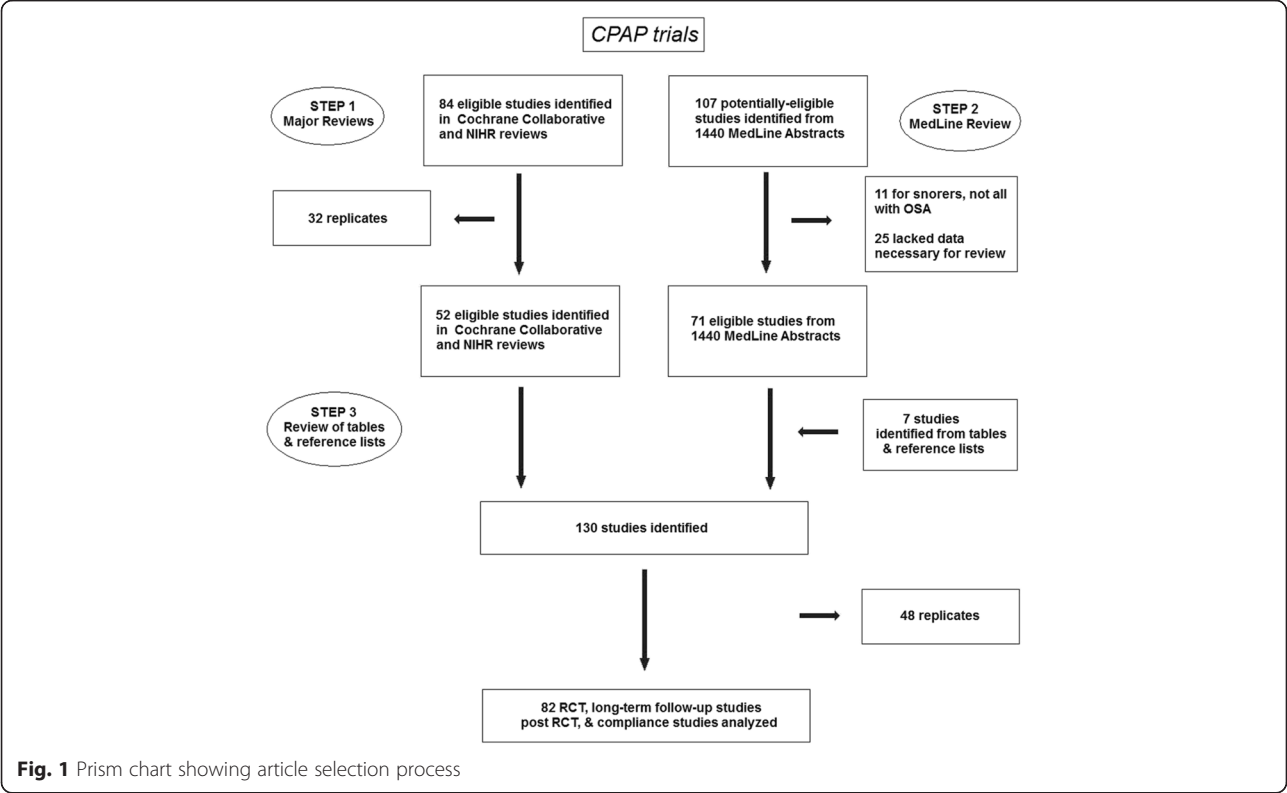 CPAP trials
STEP 1
Major Reviews
84 eligible studies identified
in Cochrane Collaborative
and NIHR reviews
107 potentially-eligible
studies identified from
1440 MedLine Abstracts
STEP 2
MedLine Review
32 replicates
11 for snorers, not all
with OSA
25 lacked data
necessary for review
52 eligible studies identified
in Cochrane Collaborative
and NIHR reviews
71 eligible studies from
1440 MedLine Abstracts
STEP 3
Review of tables
& reference lists
7 studies
identified from tables
& reference lists
130 studies identified
48 replicates
82 RCT, long-term follow-up studies
post RCT, & compliance studies analyzed
Fig. 1 Prism chart showing article selection process